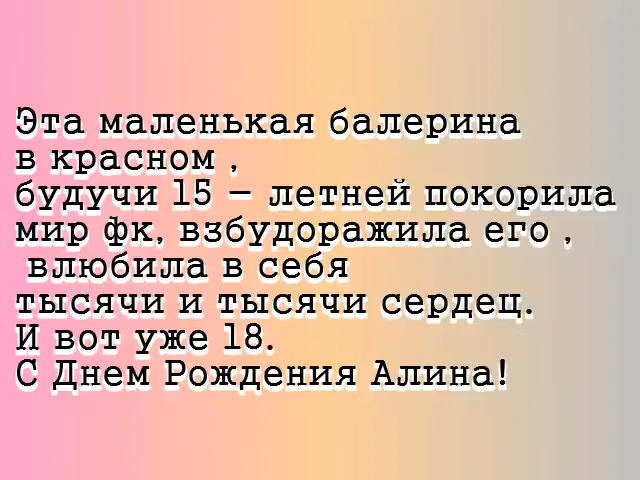 Эта маленькая балерина
в красном ,
будучи 15 – летней покорила
мир фк, взбудоражила его ,
влюбила в себя
тысячи и тысячи сердец.
И вот уже 18.
С Днем Рождения Алина!